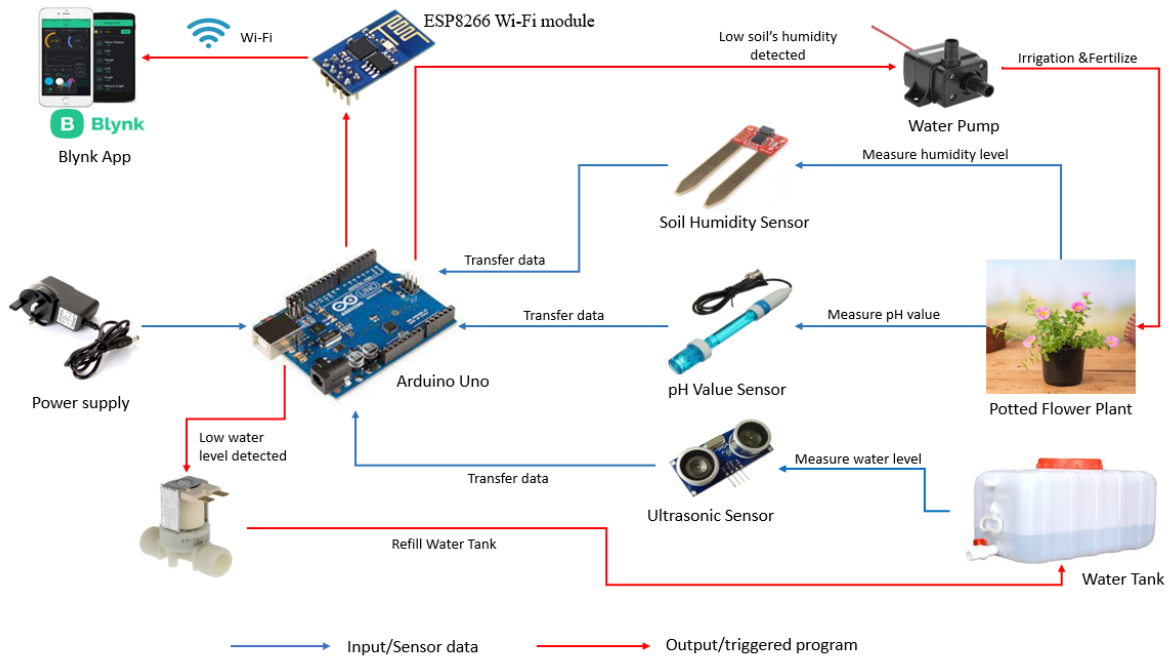 ESP8266 Wi-Fi module
Wi-Fi
Low soil's humidity
detected
Irrigation &Fertilize
B Blynk
Blynk App
Water Pump
Measure humidity level
Soil Humidity Sensor
Transfer data
Transfer data
Measure pH value
UNO
Arduino Uno
pH Value Sensor
Power supply
Potted Flower Plant
Low water
level detected
Measure water level
Transfer data
Ultrasonic Sensor
Refill Water Tank
Water Tank
Input/Sensor data
Output/triggered program